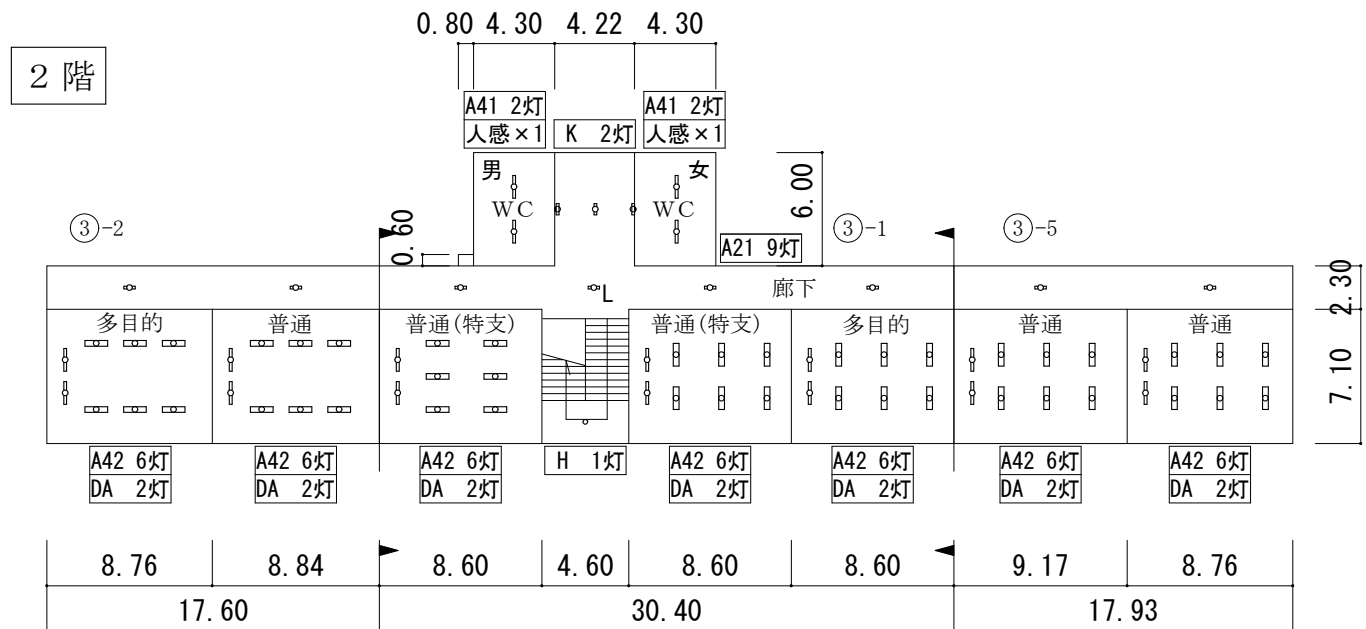 0.80 4.30 4.22 4.30
2階
A41 2灯
人感×1
K 2灯
A41 2灯
人感×1
男
女
WC
WC
6.00
③-2
0.60
③-1
③-5
A21 9灯
廊下
L
2.30
多目的
普通
普通(特支)
普通(特支)
多目的
普通
普通
7.10
A42 6灯
DA 2灯
A42 6灯
DA 2灯
A42 6灯
DA 2灯
H 1灯
A42 6灯
DA 2灯
A42 6灯
DA 2灯
A42 6灯
DA 2灯
A42 6灯
DA 2灯
8.76 8.84 8.60 4.60 8.60 8.60 9.17 8.76
17.60 30.40 17.93